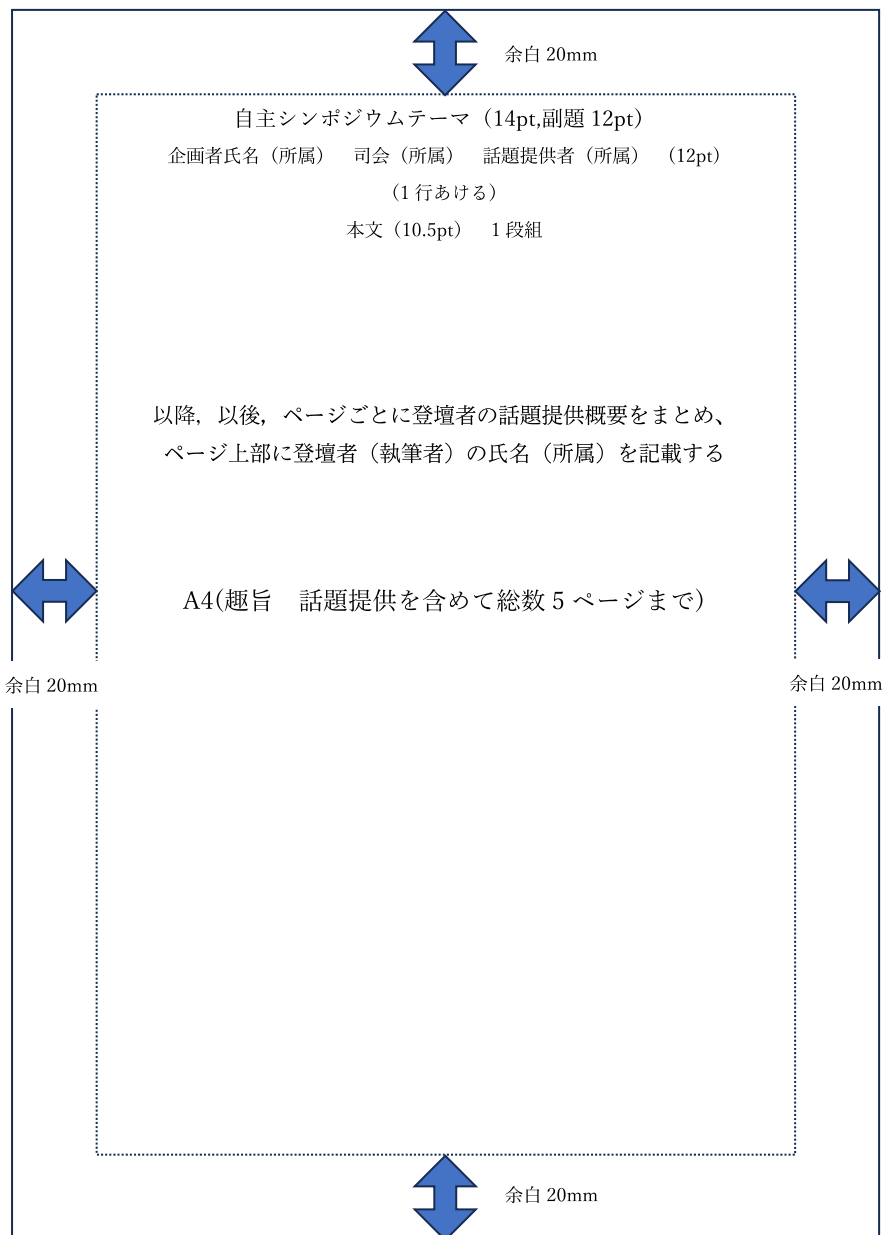 余白 20mm
自主シンポジウムテーマ（14pt,副題 12pt）
企画者氏名（所属）　司会（所属）　話題提供者（所属）　（12pt）
（1 行あける）
本文（10.5pt）　1 段組
以降，以後，ページごとに登壇者の話題提供概要をまとめ、
ページ上部に登壇者（執筆者）の氏名（所属）を記載する
A4(趣旨　話題提供を含めて総数 5 ページまで)
余白 20mm
余白 20mm
余白 20mm